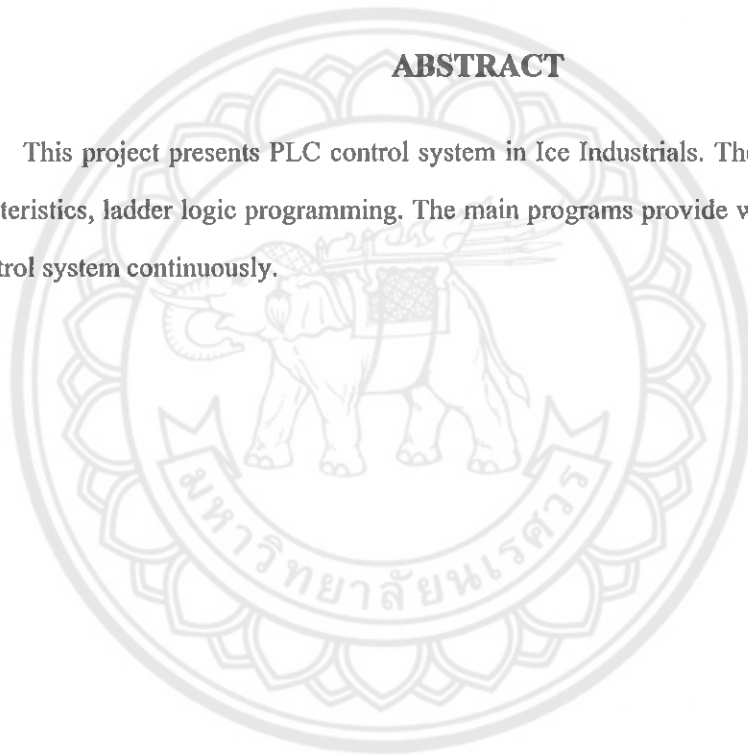 ABSTRACT
This project presents PLC control system in Ice Industrials. The
teristics, ladder logic programming. The main programs provide w
trol system continuously.
มหาวิทยาลัยนเรศวร